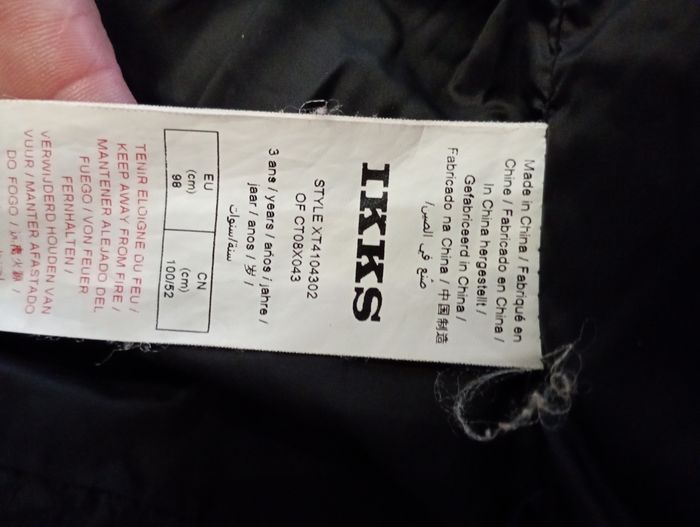 Made in China / Fabriqué en
Chine / Fabricado en China /
In China hergestellt /
Gefabriceerd in China /
Fabricado na China / 中国制造
صنع في الصين/
IKKS
STYLE XT4104302
OF CT08X043
3 ans / years / años / jahre /
jaar / anos / 岁 /
سنة/سنوات
EU CN
(cm) (cm)
98 100/52
TENIR ELOIGNE DU FEU /
KEEP AWAY FROM FIRE /
MANTENER ALEJADO DEL
FUEGO / VON FEUER
FERNHALTEN /
VERWIJDERD HOUDEN VAN
VUUR / MANTER AFASTADO
DO FOGO /